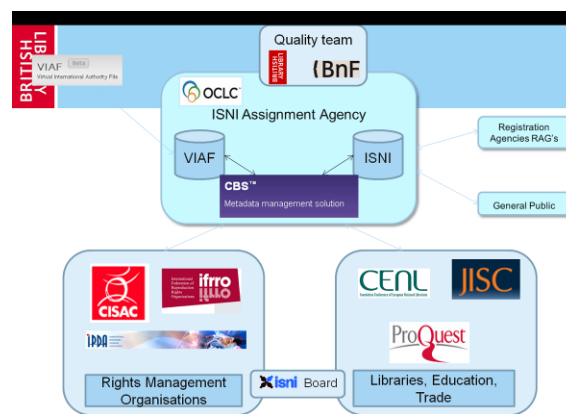 Quality team
BRITISH
LIBRARY
BRITISH
LIBRARY
{BnF
VIAF Beta
Virtual International Authority File
OCLC
ISNI Assignment Agency
VIAF
ISNI
CBS™
Metadata management solution
Registration
Agencies RAG's
General Public
CISAC
International
Federation of
Reproduction
Rights
Organisations
ifrro
IPDA
Rights Management
Organisations
isni Board
CENL
JISC
ProQuest
Libraries, Education,
Trade